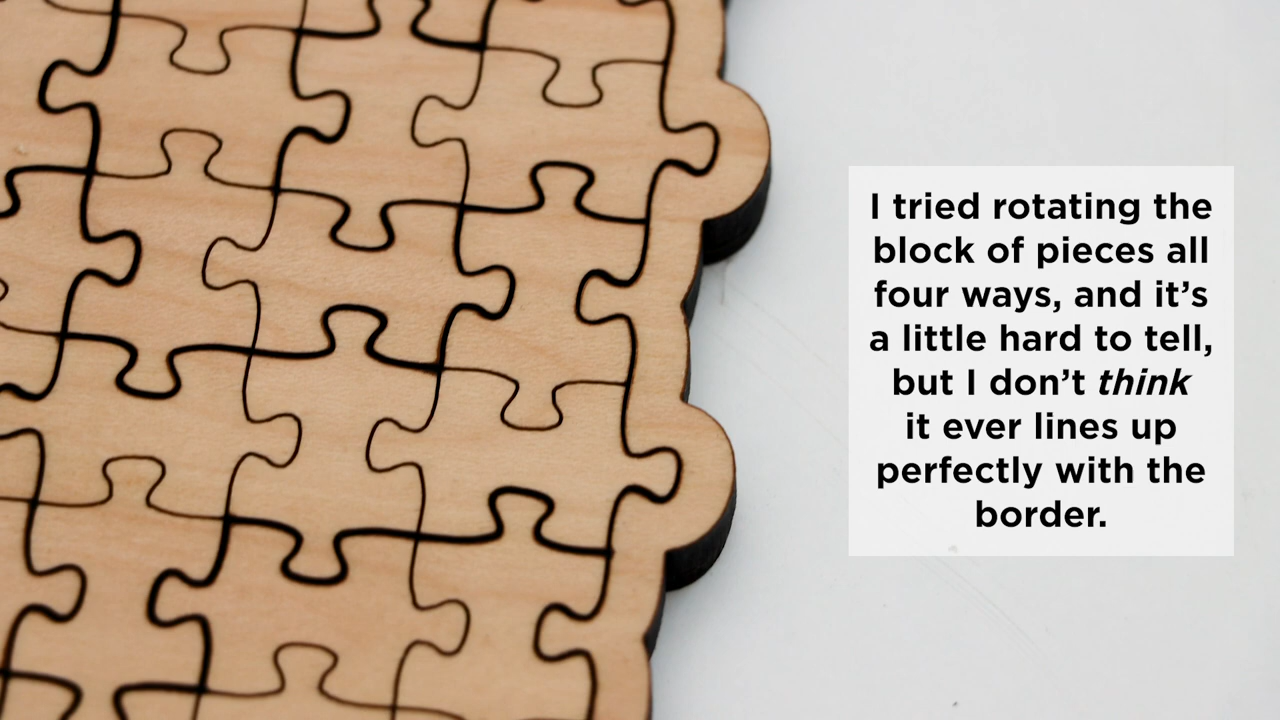 I tried rotating the
block of pieces all
four ways, and it’s
a little hard to tell,
but I don’t think
it ever lines up
perfectly with the
border.